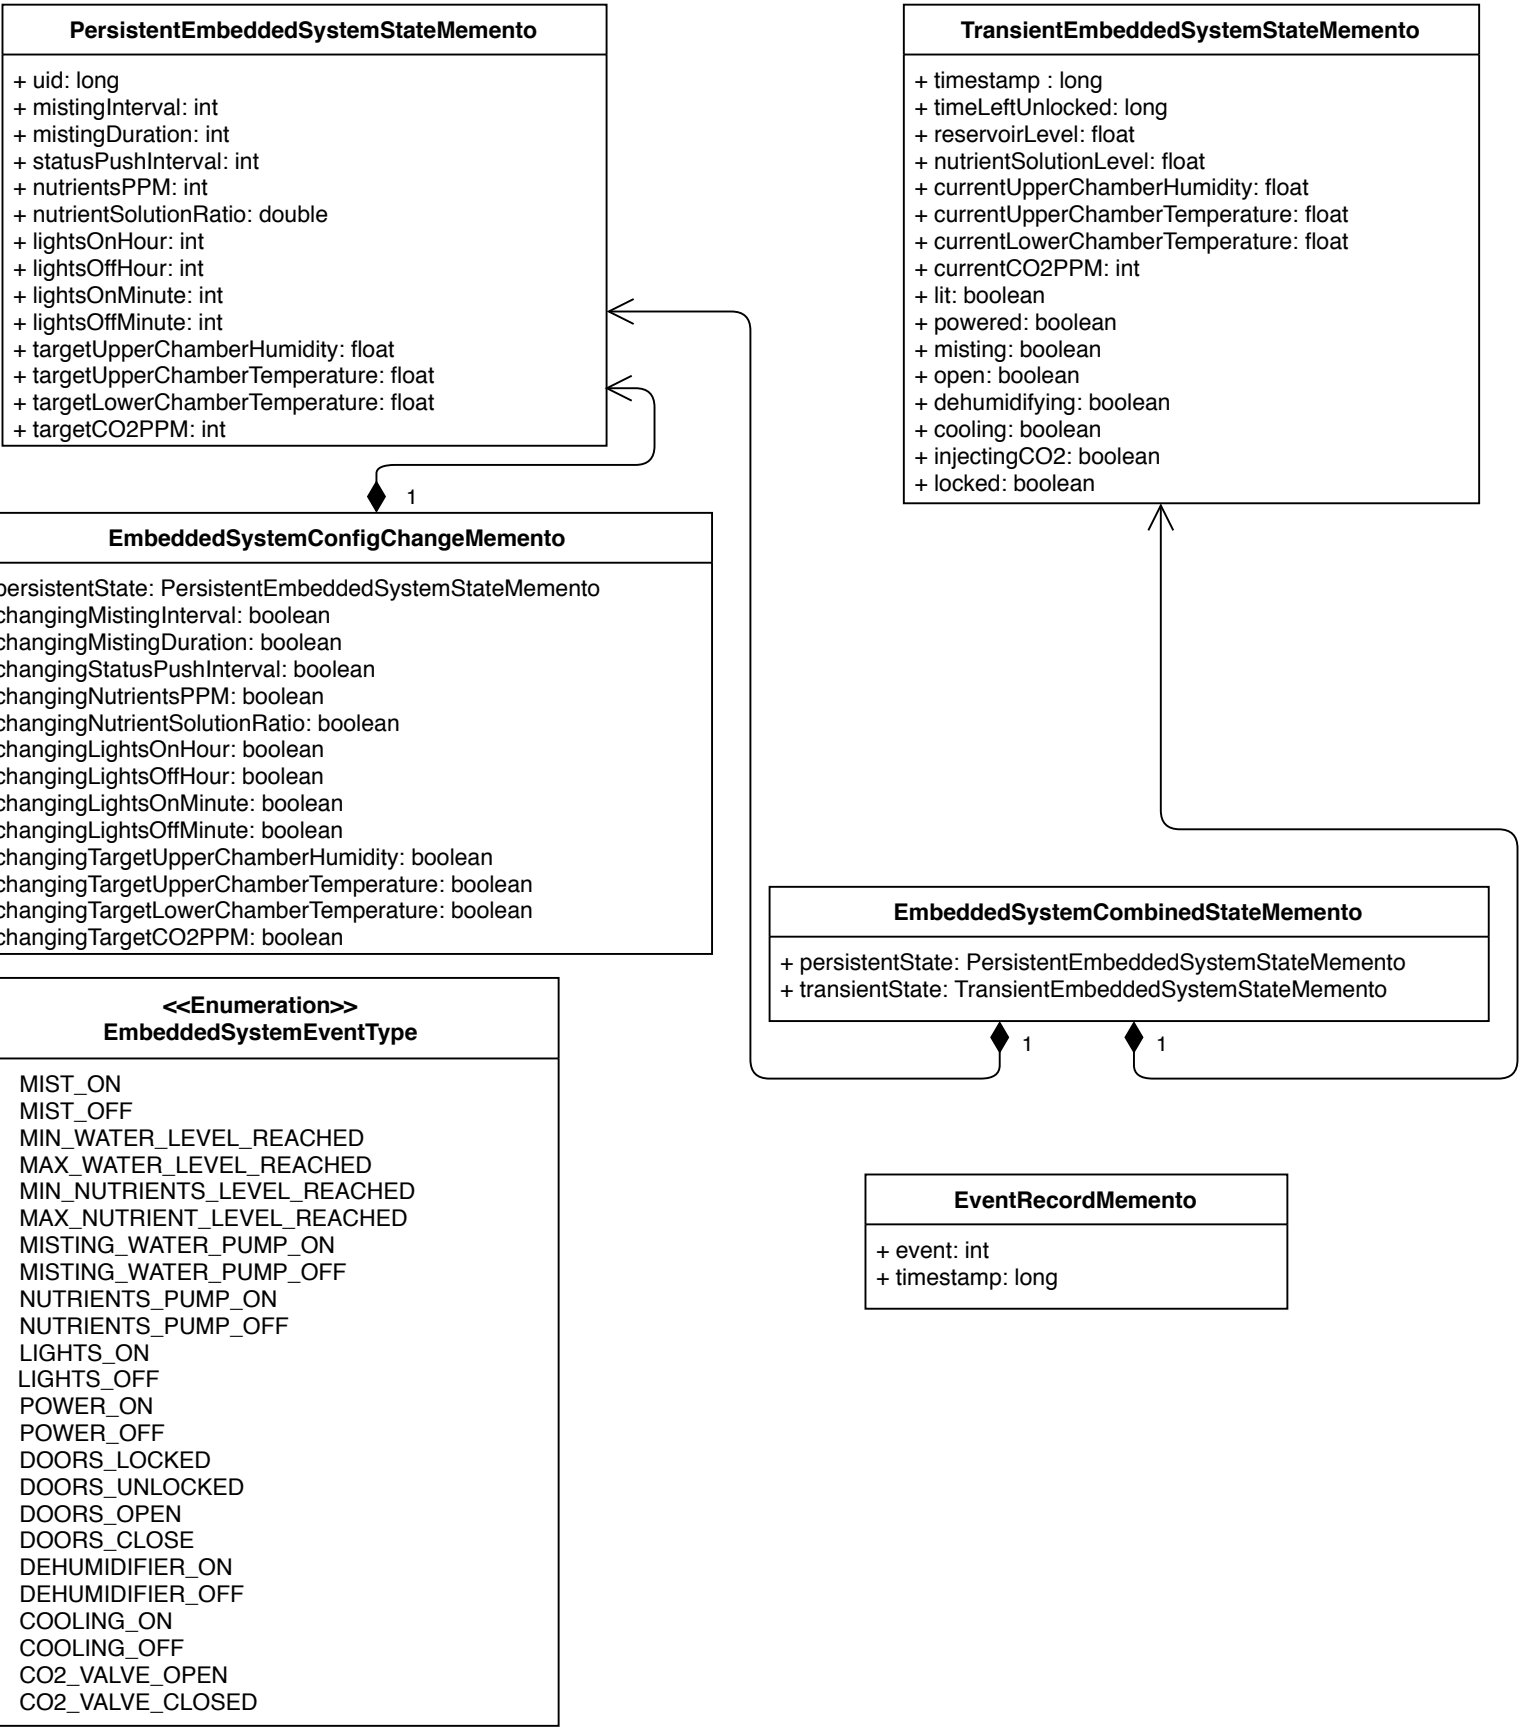 PersistentEmbeddedSystemStateMemento
+ uid: long
+ mistingInterval: int
+ mistingDuration: int
+ statusPushInterval: int
+ nutrientsPPM: int
+ nutrientSolutionRatio: double
+ lightsOnHour: int
+ lightsOffHour: int
+ lightsOnMinute: int
+ lightsOffMinute: int
+ targetUpperChamberHumidity: float
+ targetUpperChamberTemperature: float
+ targetLowerChamberTemperature: float
+ targetCO2PPM: int
TransientEmbeddedSystemStateMemento
+ timestamp : long
+ timeLeftUnlocked: long
+ reservoirLevel: float
+ nutrientSolutionLevel: float
+ currentUpperChamberHumidity: float
+ currentUpperChamberTemperature: float
+ currentLowerChamberTemperature: float
+ currentCO2PPM: int
+ lit: boolean
+ powered: boolean
+ misting: boolean
+ open: boolean
+ dehumidifying: boolean
+ cooling: boolean
+ injectingCO2: boolean
+ locked: boolean
1
EmbeddedSystemConfigChangeMemento
persistentState: PersistentEmbeddedSystemStateMemento
changingMistingInterval: boolean
changingMistingDuration: boolean
changingStatusPushInterval: boolean
changingNutrientsPPM: boolean
changingNutrientSolutionRatio: boolean
changingLightsOnHour: boolean
changingLightsOffHour: boolean
changingLightsOnMinute: boolean
changingLightsOffMinute: boolean
changingTargetUpperChamberHumidity: boolean
changingTargetUpperChamberTemperature: boolean
changingTargetLowerChamberTemperature: boolean
changingTargetCO2PPM: boolean
EmbeddedSystemCombinedStateMemento
+ persistentState: PersistentEmbeddedSystemStateMemento
+ transientState: TransientEmbeddedSystemStateMemento
1
1
<<Enumeration>>
EmbeddedSystemEventType
MIST_ON
MIST_OFF
MIN_WATER_LEVEL_REACHED
MAX_WATER_LEVEL_REACHED
MIN_NUTRIENTS_LEVEL_REACHED
MAX_NUTRIENT_LEVEL_REACHED
MISTING_WATER_PUMP_ON
MISTING_WATER_PUMP_OFF
NUTRIENTS_PUMP_ON
NUTRIENTS_PUMP_OFF
LIGHTS_ON
LIGHTS_OFF
POWER_ON
POWER_OFF
DOORS_LOCKED
DOORS_UNLOCKED
DOORS_OPEN
DOORS_CLOSE
DEHUMIDIFIER_ON
DEHUMIDIFIER_OFF
COOLING_ON
COOLING_OFF
CO2_VALVE_OPEN
CO2_VALVE_CLOSED
EventRecordMemento
+ event: int
+ timestamp: long